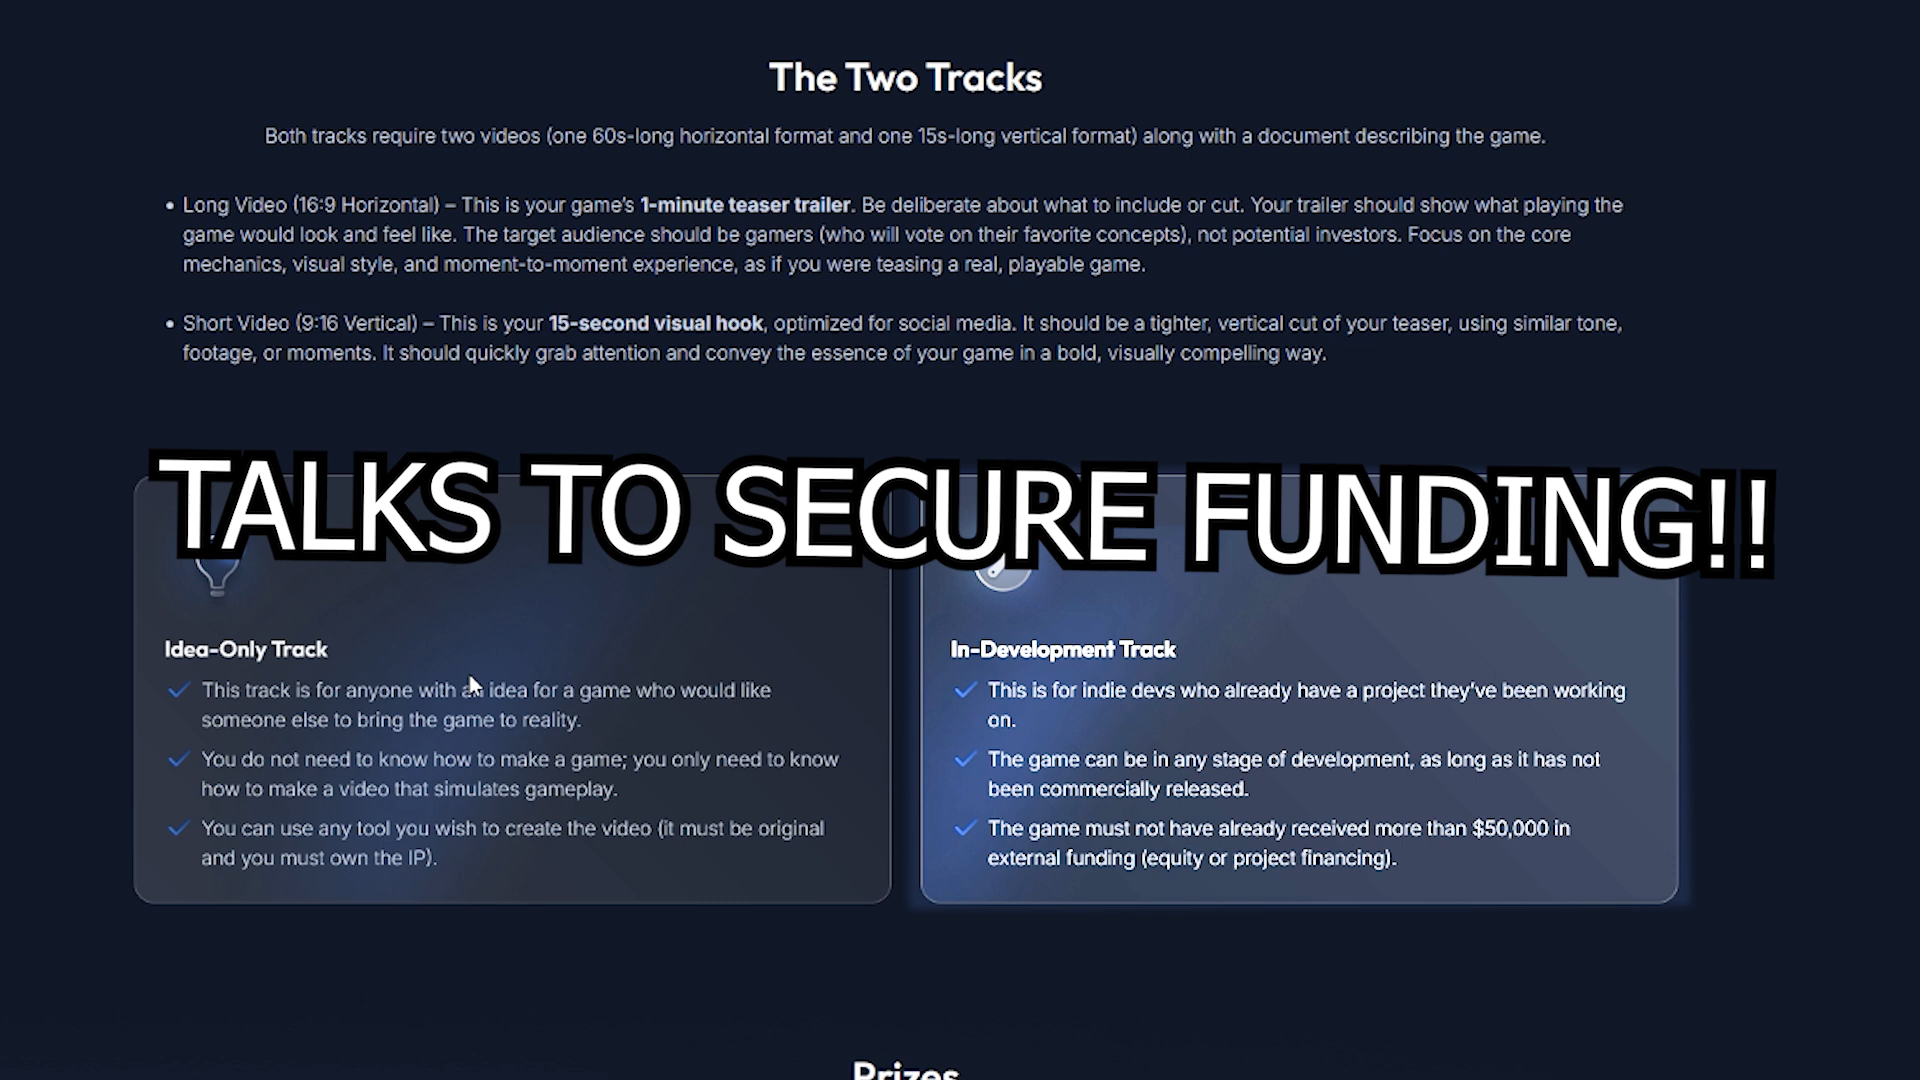 The Two Tracks
Both tracks require two videos (one 60s-long horizontal format and one 15s-long vertical format) along with a document describing the game.
• Long Video (16:9 Horizontal) – This is your game's 1-minute teaser trailer. Be deliberate about what to include or cut. Your trailer should show what playing the
game would look and feel like. The target audience should be gamers (who will vote on their favorite concepts), not potential investors. Focus on the core
mechanics, visual style, and moment-to-moment experience, as if you were teasing a real, playable game.
• Short Video (9:16 Vertical) – This is your 15-second visual hook, optimized for social media. It should be a tighter, vertical cut of your teaser, using similar tone,
footage, or moments. It should quickly grab attention and convey the essence of your game in a bold, visually compelling way.
TALKS TO SECURE FUNDING!!
Idea-Only Track
This track is for anyone with an idea for a game who would like
someone else to bring the game to reality.
You do not need to know how to make a game; you only need to know
how to make a video that simulates gameplay.
You can use any tool you wish to create the video (it must be original
and you must own the IP).
In-Development Track
This is for indie devs who already have a project they've been working
on.
The game can be in any stage of development, as long as it has not
been commercially released.
The game must not have already received more than $50,000 in
external funding (equity or project financing).
Prizes